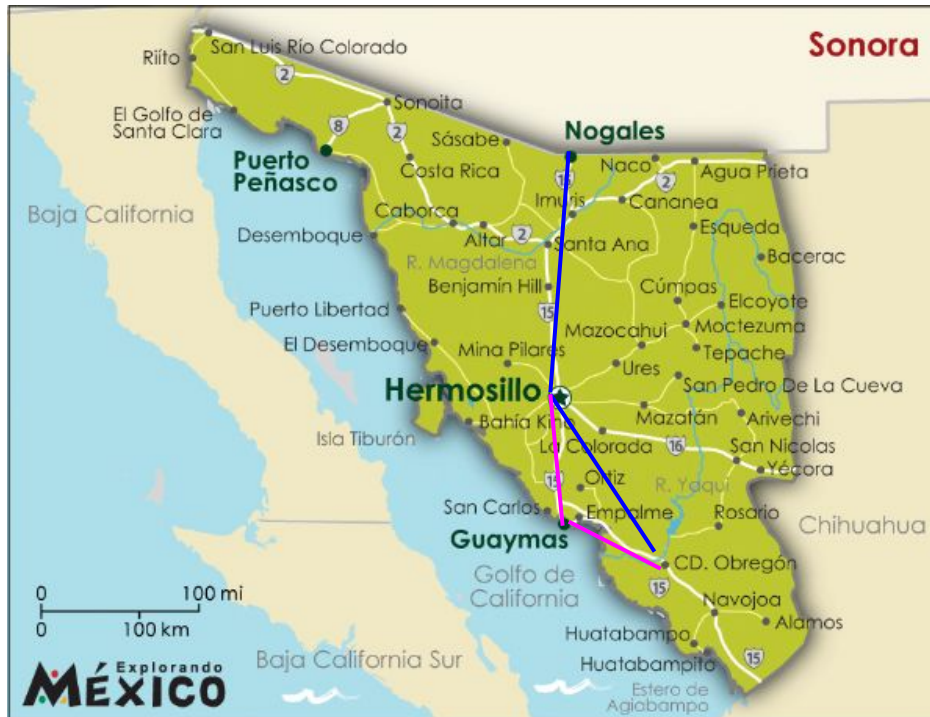 Sonora
San Luis Río Colorado
Riíto
2
Sonoita
El Golfo de
Santa Clara
8
2
Sásabe
Nogales
15
Naco
2
Agua Prieta
Puerto
Peñasco
Costa Rica
Imuris
Cananea
Baja California
Caborca
Desemboque
Altar
2
Santa Ana
Esqueda
Bacerac
R. Magdalena
Benjamín Hill
Cúmpas
Elcoyote
Puerto Libertad
15
Mazocahui
Moctezuma
El Desemboque
Mina Pilares
Tepache
Ures
Hermosillo
San Pedro De La Cueva
Mazatán
Arivechi
Isla Tiburón
Bahía Kino
La Colorada
16
San Nicolas
Yécora
15
Ortiz
R. Yaqui
San Carlos
Empalme
Rosario
Chihuahua
Guaymas
CD. Obregón
Golfo de
California
15
Navojoa
0 100 mi
0 100 km
Alamos
Huatabampo
Huatabampito
15
Baja California Sur
Estero de
Agiabampo
Explorando
MÉXICO